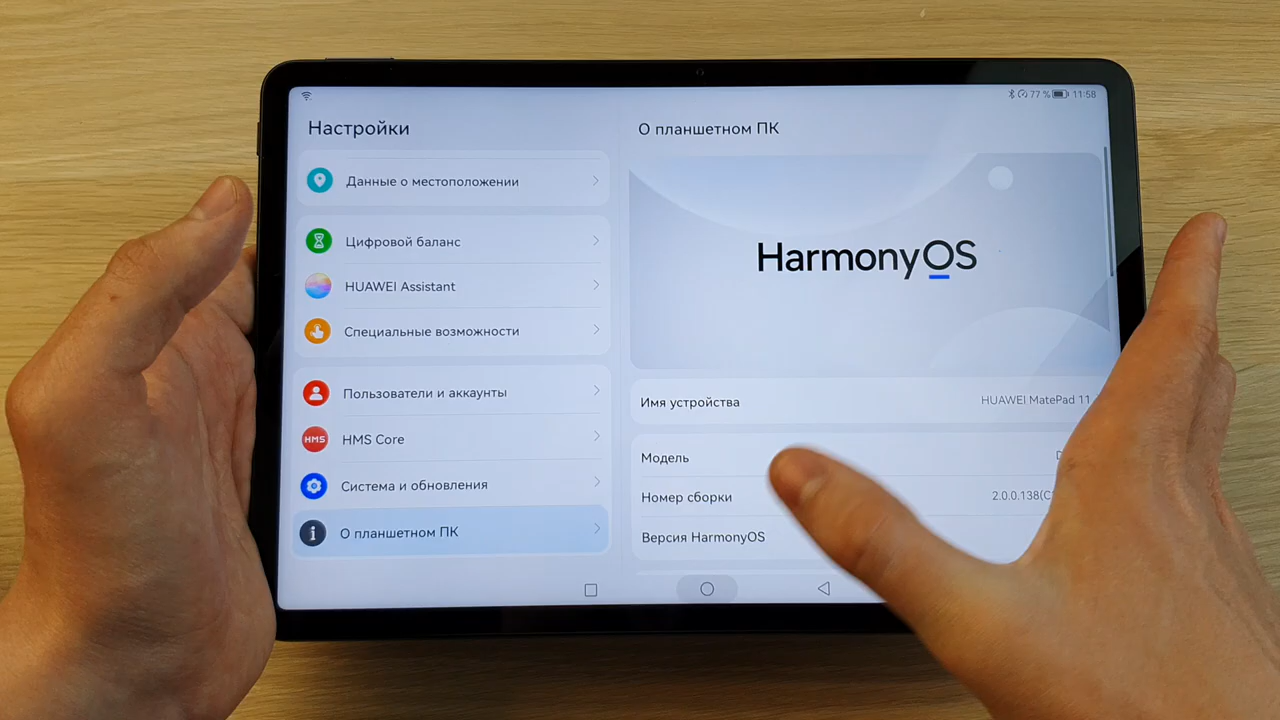 77 % 11:58
Настройки
Данные о местоположении
Цифровой баланс
HUAWEI Assistant
Специальные возможности
Пользователи и аккаунты
HMS
HMS Core
Система и обновления
О планшетном ПК
О планшетном ПК
HarmonyOS
Имя устройства HUAWEI MatePad 11
Модель
Номер сборки 2.0.0.138(C
Версия HarmonyOS